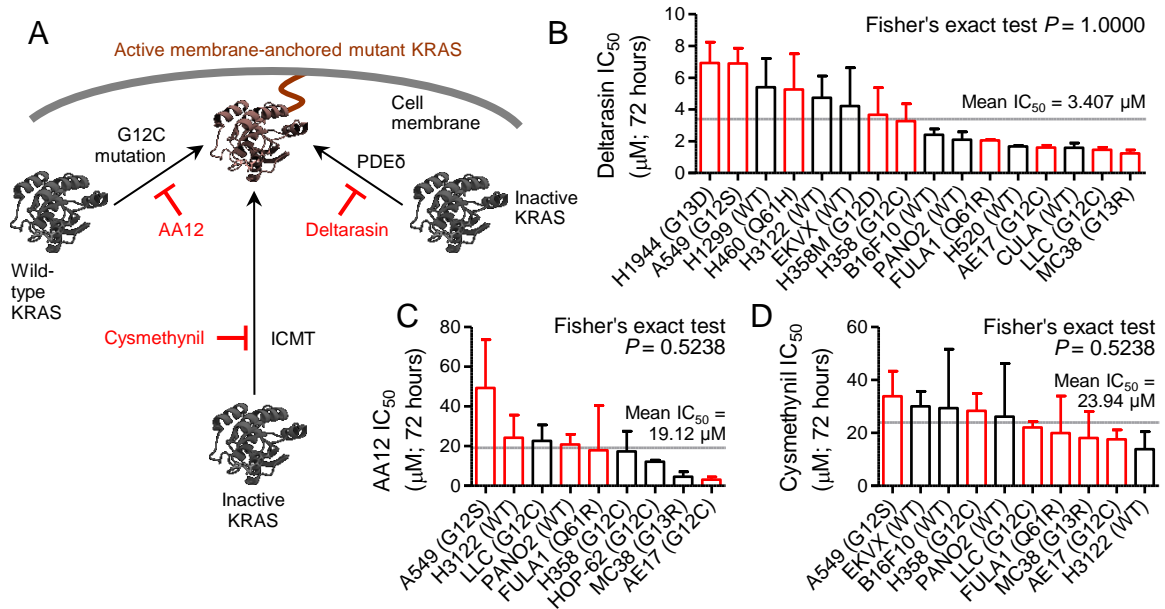 A
Active membrane-anchored mutant KRAS
Cell
membrane
G12C
mutation
PDEδ
AA12
Deltarasin
Inactive
KRAS
Wild-
type
KRAS
Cysmethynil
ICMT
Inactive
KRAS
B
Fisher's exact test P = 1.0000
Mean IC50 = 3.407 µM
Deltarasin IC50
(µM; 72 hours)
8
6
4
2
0
H1944 (G13D)
A549 (G12S)
H1299 (WT)
H460 (Q61H)
H3122 (WT)
EKVX (WT)
H358M (G12D)
H358 (G12C)
B16F10 (WT)
PANO2 (WT)
FULA1 (Q61R)
H520 (WT)
AE17 (G12C)
CULA (WT)
LLC (G12C)
MC38 (G13R)
C
Fisher's exact test
P = 0.5238
Mean IC50 =
19.12 µM
AA12 IC50
(µM; 72 hours)
80
60
40
20
0
A549 (G12S)
H3122 (WT)
LLC (G12C)
PANO2 (WT)
FULA1 (Q61R)
H358 (G12C)
HOP-62 (G12C)
MC38 (G13R)
AE17 (G12C)
D
Fisher's exact test
P = 0.5238
Mean IC50 =
23.94 µM
Cysmethynil IC50
(µM; 72 hours)
60
40
20
0
A549 (G12S)
EKVX (WT)
B16F10 (WT)
H358 (G12C)
PANO2 (WT)
LLC (G12C)
FULA1 (Q61R)
MC38 (G13R)
AE17 (G12C)
H3122 (WT)